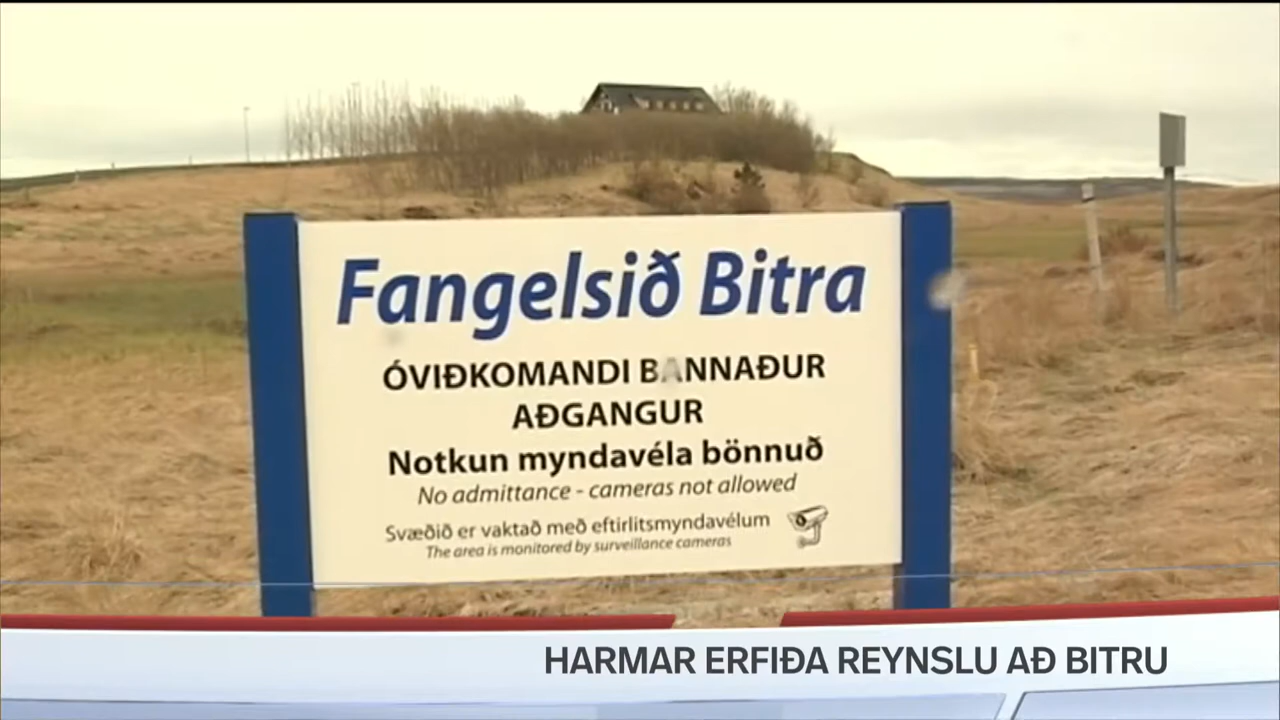 Fangelsið Bitra
ÓVIÐKOMANDI BANNAÐUR
AÐGANGUR
Notkun myndavéla bönnuð
No admittance - cameras not allowed
Svæðið er vaktað með eftirlitsmyndavélum
The area is monitored by surveillance cameras
HARMAR ERFIÐA REYNSLU AÐ BITRU